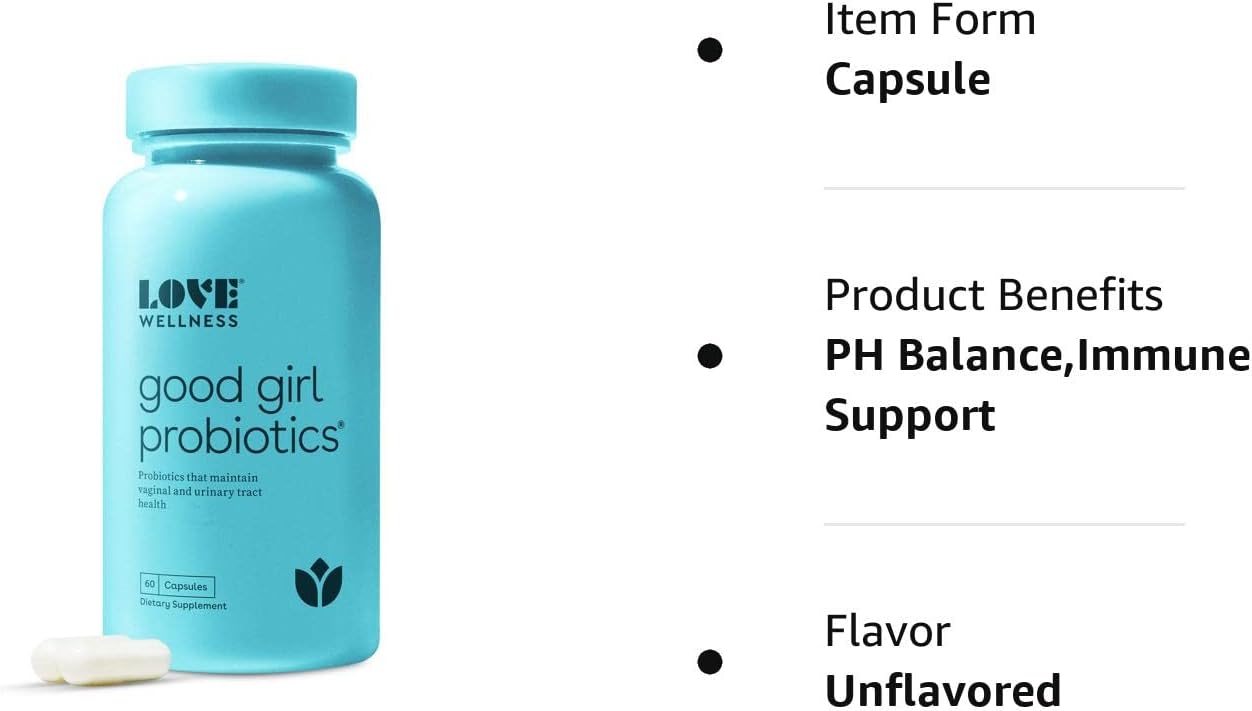 LOVE®
WELLNESS
good girl
probiotics®
Probiotics that maintain
vaginal and urinary tract
health
60 Capsules
Dietary Supplement
Item Form
Capsule
Product Benefits
PH Balance,Immune
Support
Flavor
Unflavored